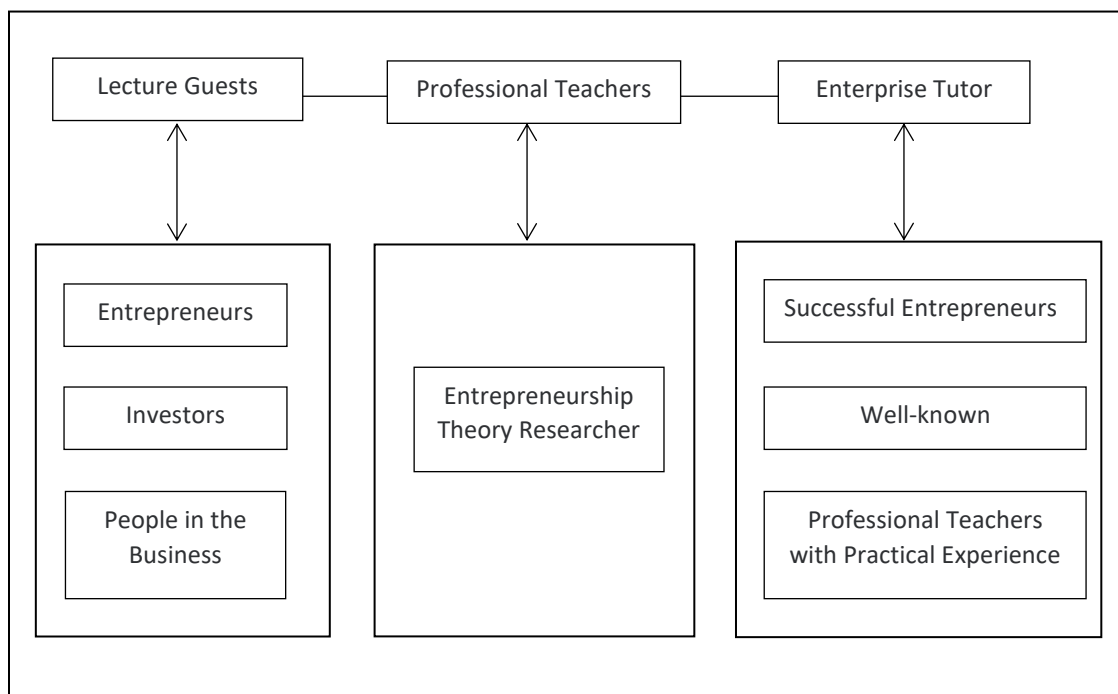 Lecture Guests
Professional Teachers
Enterprise Tutor
Entrepreneurs
Investors
People in the
Business
Entrepreneurship
Theory Researcher
Successful Entrepreneurs
Well-known
Professional Teachers
with Practical Experience